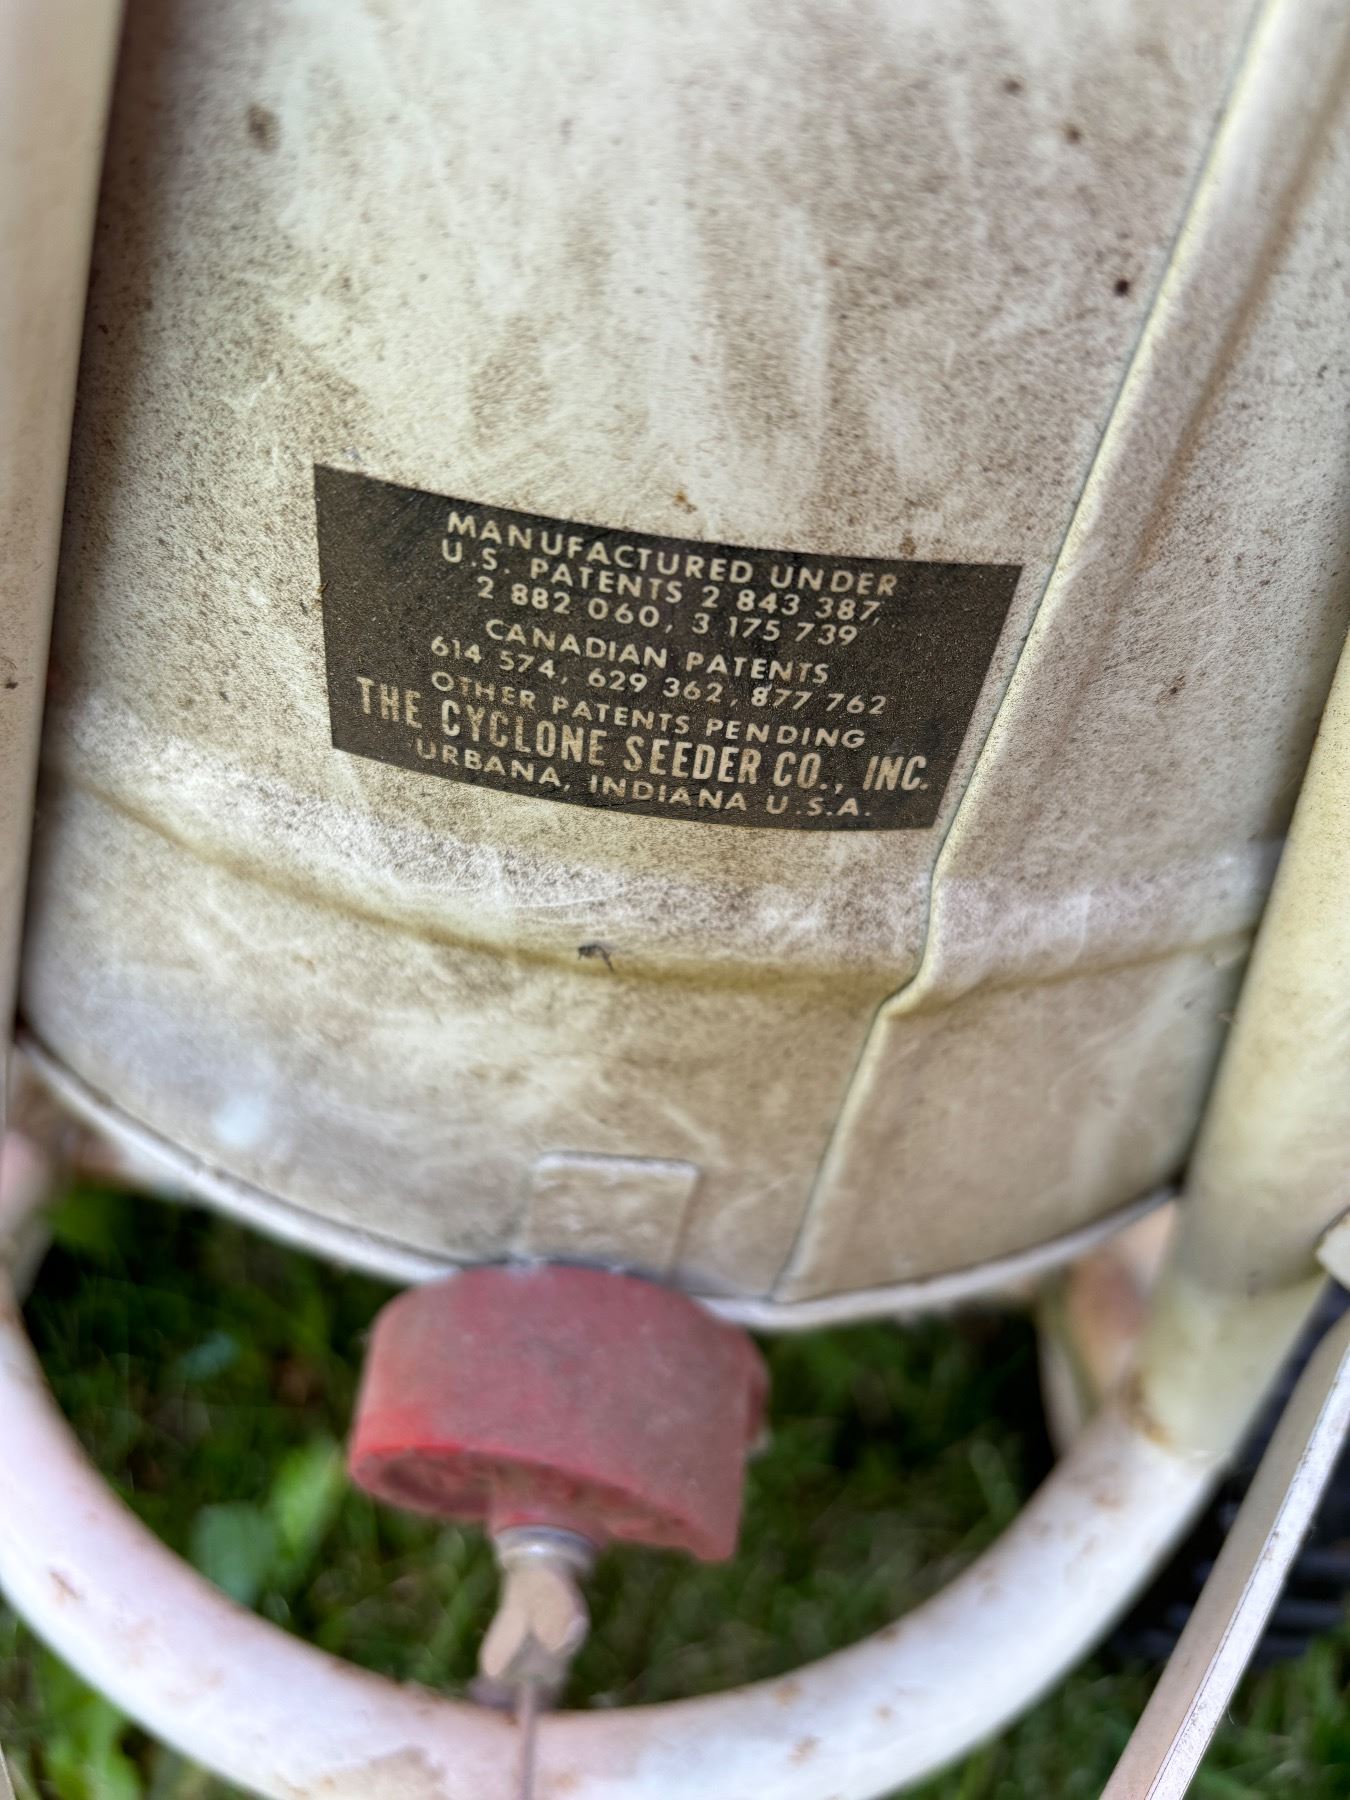 MANUFACTURED UNDER
U.S. PATENTS 2 843 387,
2 882 060, 3 175 739
CANADIAN PATENTS
614 574, 629 362, 877 762
OTHER PATENTS PENDING
THE CYCLONE SEEDER CO., INC.
URBANA, INDIANA U.S.A.